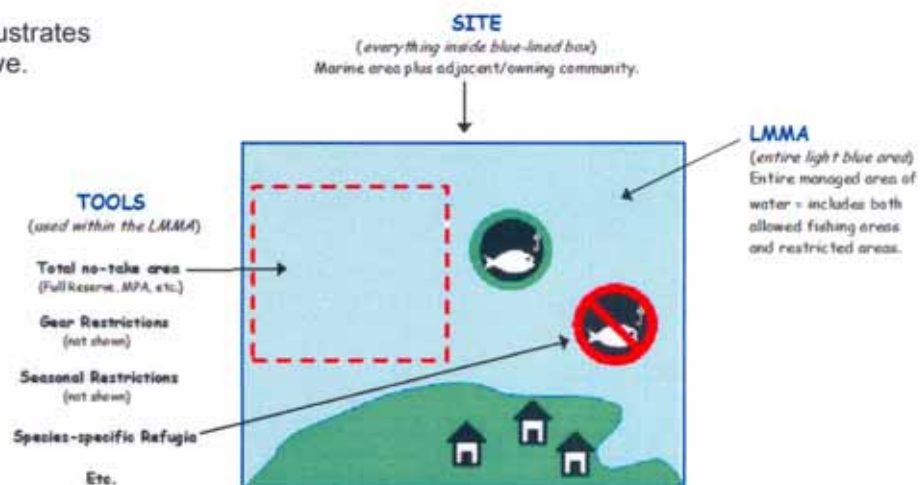 lustrates
ve.
SITE
(everything inside blue-lined box)
Marine area plus adjacent/owning community.
LMMA
(entire light blue area)
Entire managed area of
water = includes both
allowed fishing areas
and restricted areas.
TOOLS
(used within the LMMA)
Total no-take area
(Full Reserve, MPA, etc.)
Gear Restrictions
(not shown)
Seasonal Restrictions
(not shown)
Species-specific Refugia
Etc.